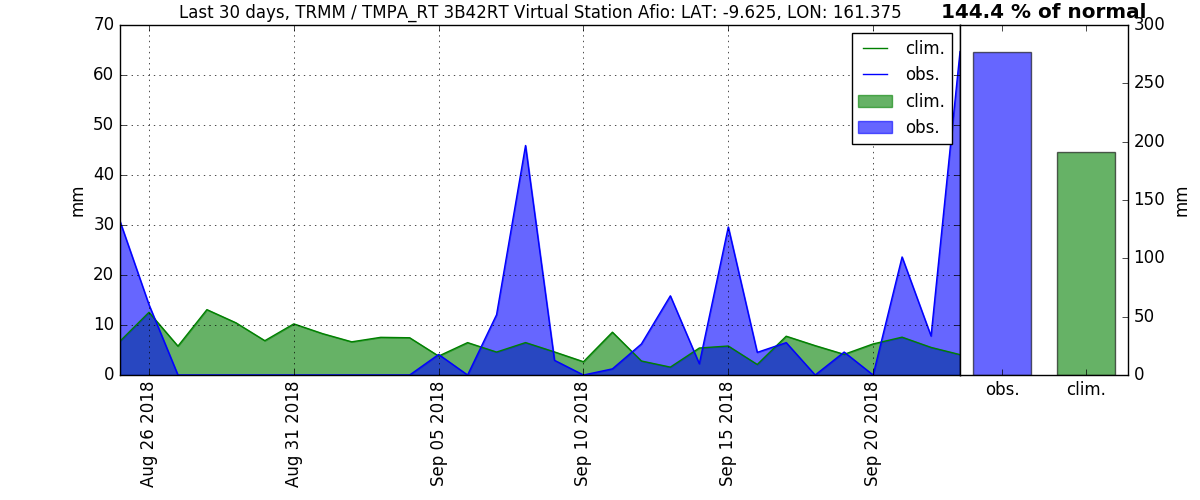 Last 30 days, TRMM / TMPA_RT 3B42RT Virtual Station Afio: LAT: -9.625, LON: 161.375
144.4 % of normal
70
60
50
40
30
20
10
0
mm
clim.
obs.
clim.
obs.
Aug 26 2018
Aug 31 2018
Sep 05 2018
Sep 10 2018
Sep 15 2018
Sep 20 2018
300
250
200
150
100
50
0
mm
obs.
clim.